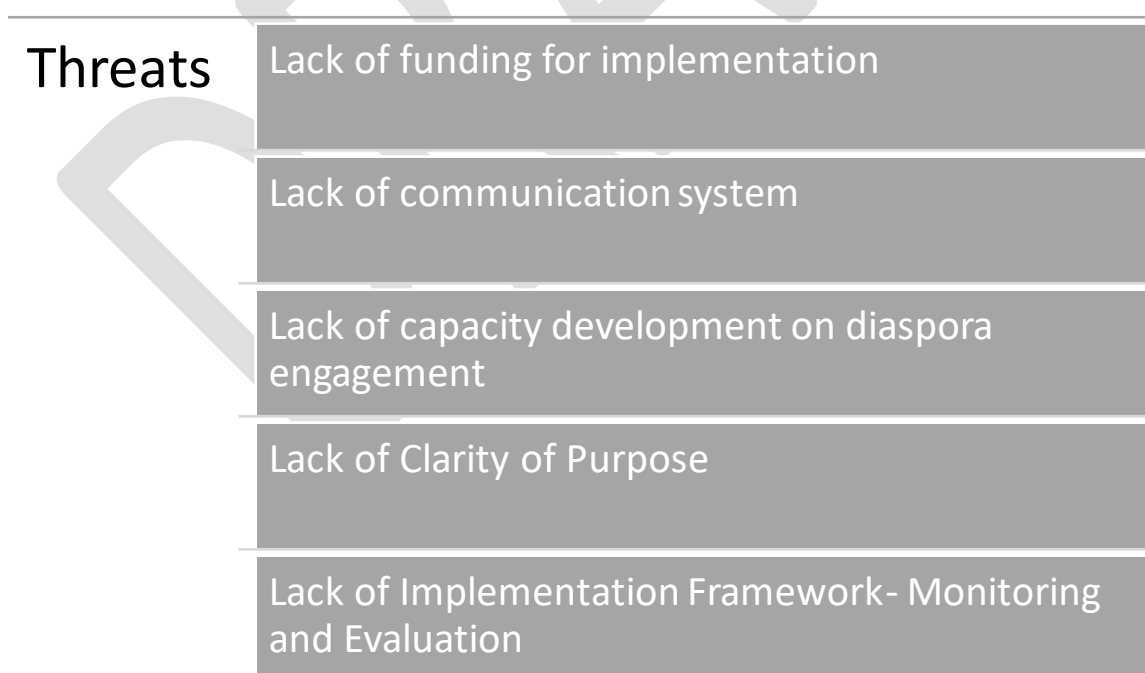 Threats
Lack of funding for implementation
Lack of communication system
Lack of capacity development on diaspora
engagement
Lack of Clarity of Purpose
Lack of Implementation Framework- Monitoring
and Evaluation